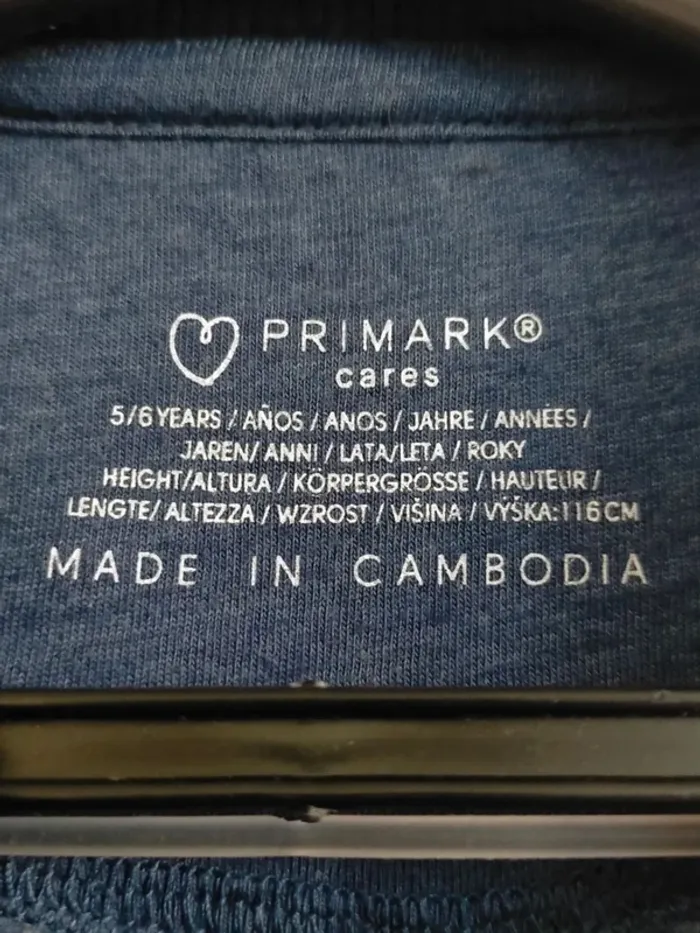 PRIMARK®
cares
5/6 YEARS / AÑOS / ANOS / JAHRE / ANNÉES /
JAREN/ ANNI / LATA/LETA / ROKY
HEIGHT/ALTURA / KÖRPERGRÖSSE / HAUTEUR /
LENGTE/ ALTEZZA / WZROST / VIŠINA / VÝŠKA: 116 CM
MADE IN CAMBODIA